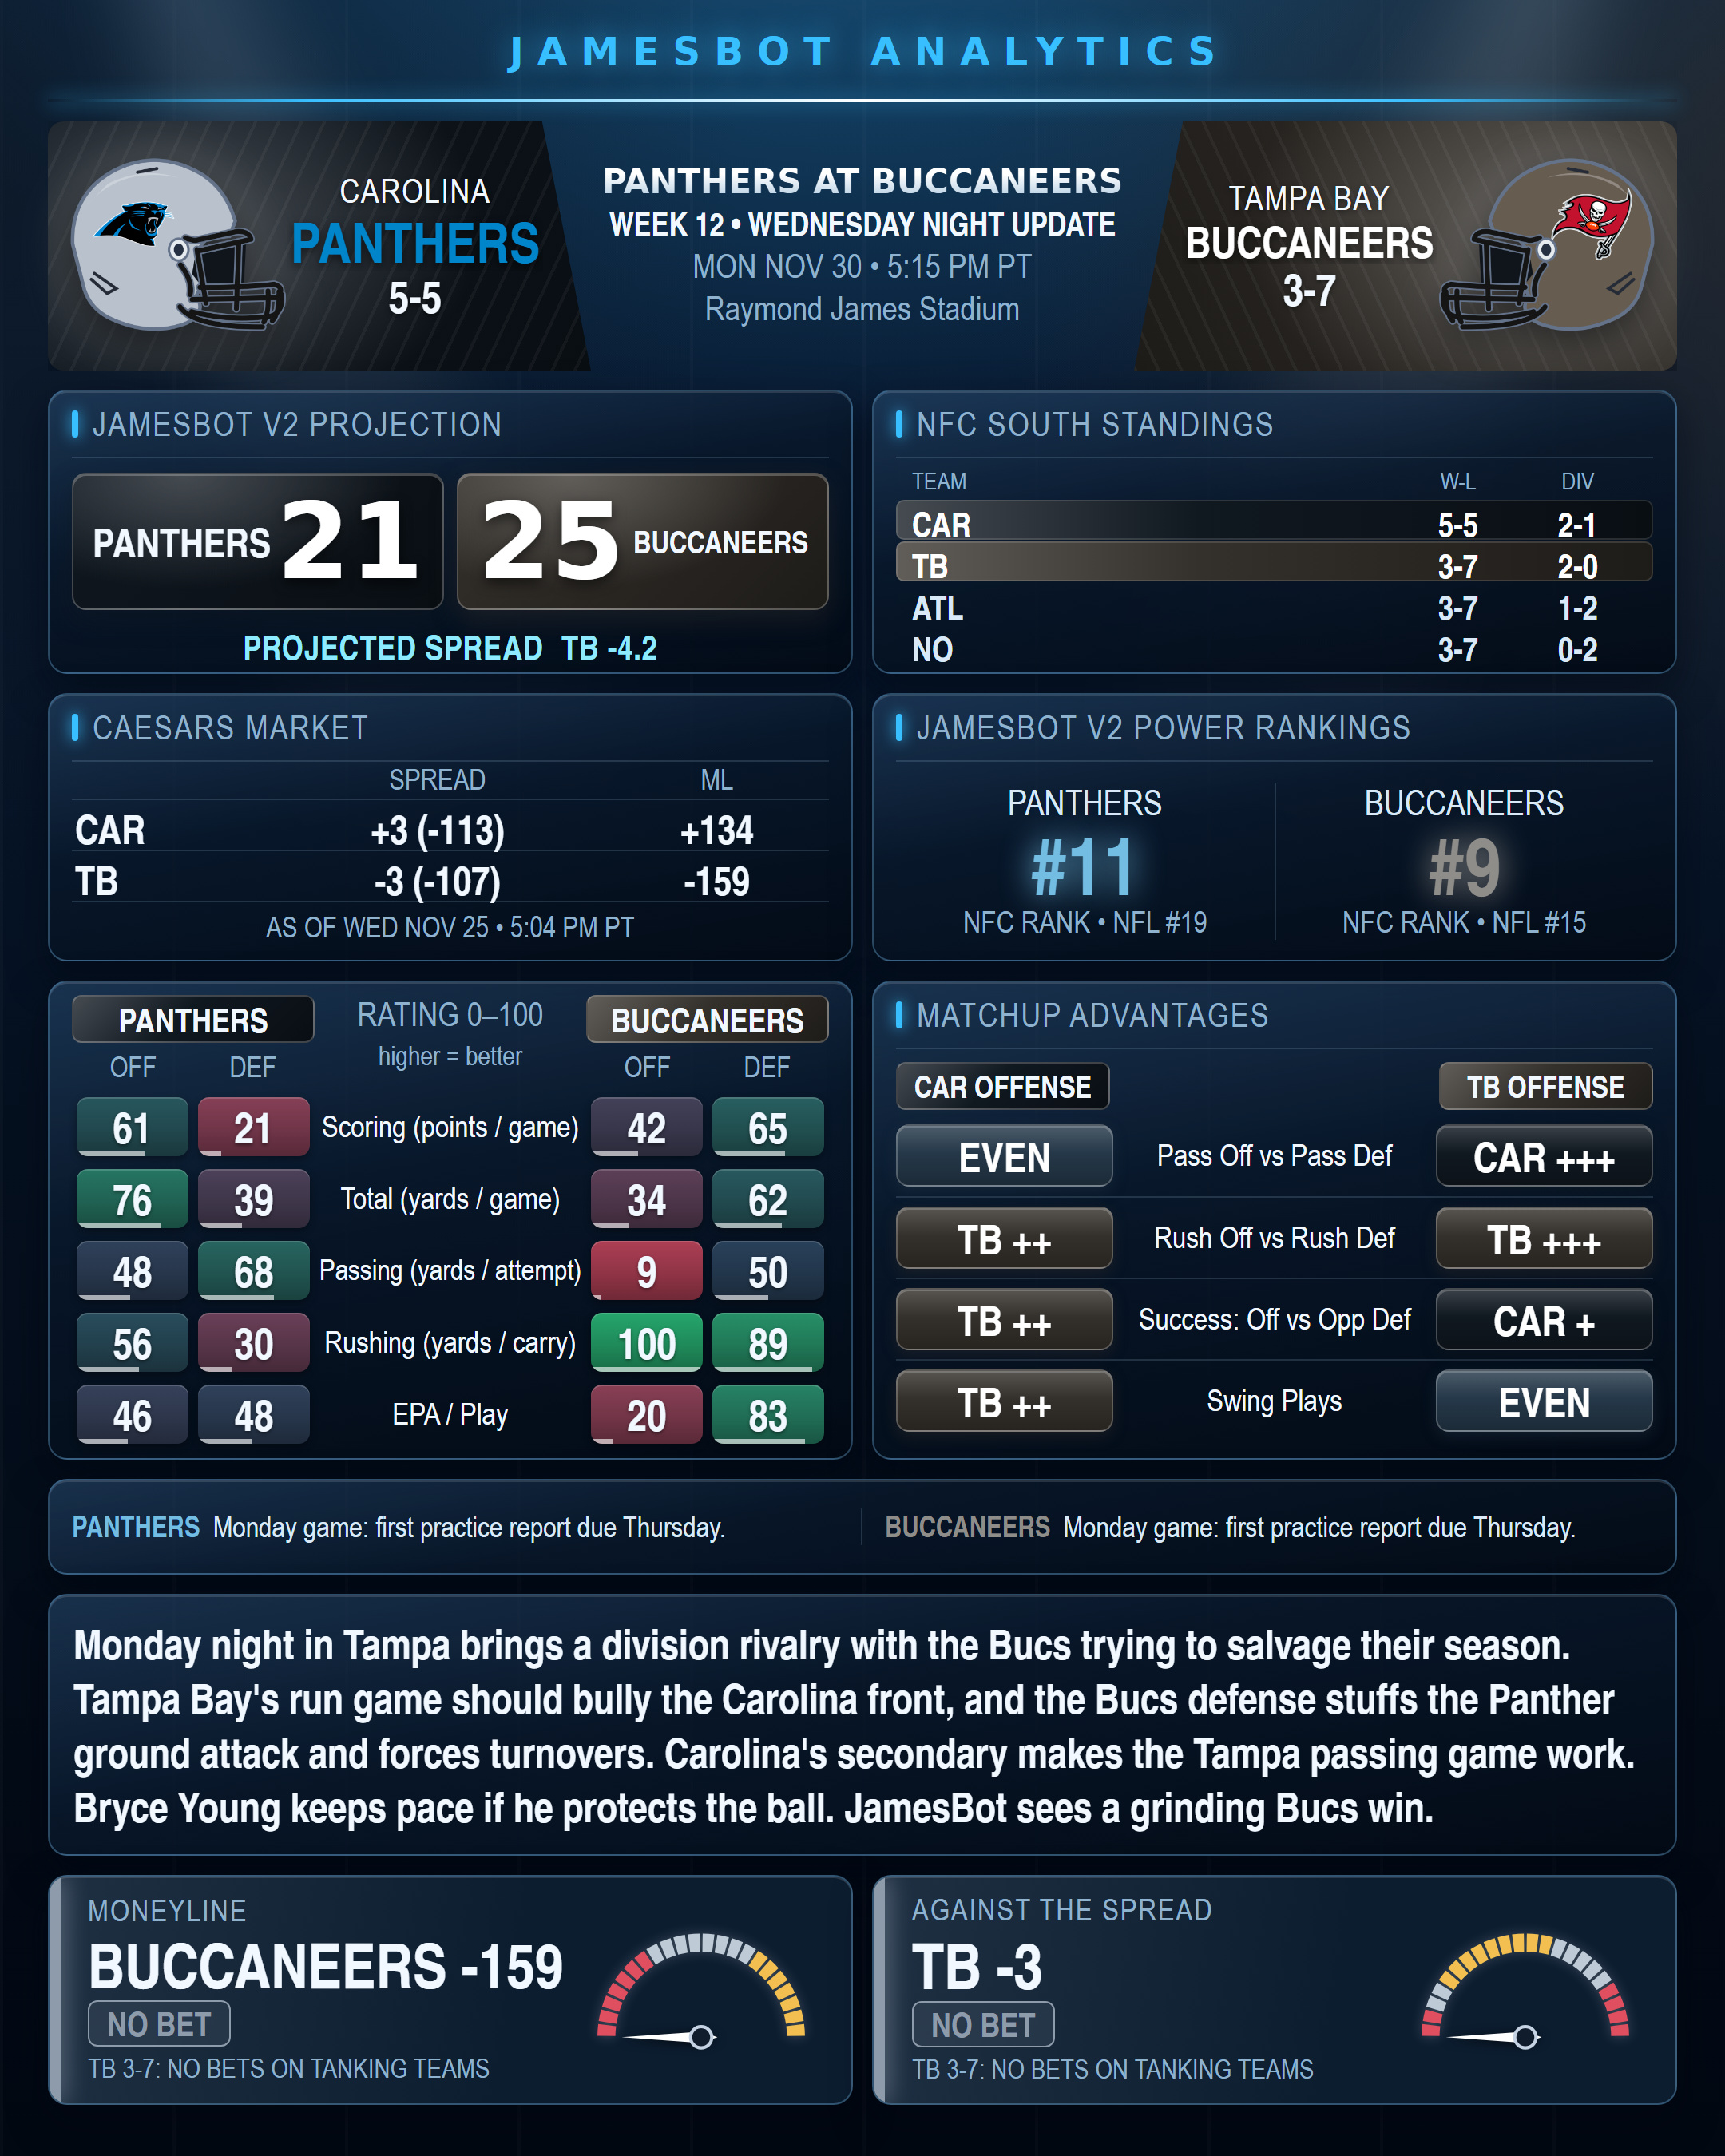 JAMESBOT ANALYTICS
CAROLINA
PANTHERS
5-5
PANTHERS AT BUCCANEERS
WEEK 12 • WEDNESDAY NIGHT UPDATE
MON NOV 30 • 5:15 PM PT
Raymond James Stadium
TAMPA BAY
BUCCANEERS
3-7
JAMESBOT V2 PROJECTION
PANTHERS 21
25 BUCCANEERS
PROJECTED SPREAD TB -4.2
NFC SOUTH STANDINGS
TEAM W-L DIV
CAR 5-5 2-1
TB 3-7 2-0
ATL 3-7 1-2
NO 3-7 0-2
CAESARS MARKET
SPREAD ML
CAR +3 (-113) +134
TB -3 (-107) -159
AS OF WED NOV 25 • 5:04 PM PT
JAMESBOT V2 POWER RANKINGS
PANTHERS
#11
NFC RANK • NFL #19
BUCCANEERS
#9
NFC RANK • NFL #15
PANTHERS RATING 0–100 BUCCANEERS
OFF DEF higher = better OFF DEF
61 21 Scoring (points / game) 42 65
76 39 Total (yards / game) 34 62
48 68 Passing (yards / attempt) 9 50
56 30 Rushing (yards / carry) 100 89
46 48 EPA / Play 20 83
MATCHUP ADVANTAGES
CAR OFFENSE TB OFFENSE
EVEN Pass Off vs Pass Def CAR +++
TB ++ Rush Off vs Rush Def TB +++
TB ++ Success: Off vs Opp Def CAR +
TB ++ Swing Plays EVEN
PANTHERS Monday game: first practice report due Thursday.
BUCCANEERS Monday game: first practice report due Thursday.
Monday night in Tampa brings a division rivalry with the Bucs trying to salvage their season.
Tampa Bay's run game should bully the Carolina front, and the Bucs defense stuffs the Panther
ground attack and forces turnovers. Carolina's secondary makes the Tampa passing game work.
Bryce Young keeps pace if he protects the ball. JamesBot sees a grinding Bucs win.
MONEYLINE
BUCCANEERS -159
NO BET
TB 3-7: NO BETS ON TANKING TEAMS
AGAINST THE SPREAD
TB -3
NO BET
TB 3-7: NO BETS ON TANKING TEAMS